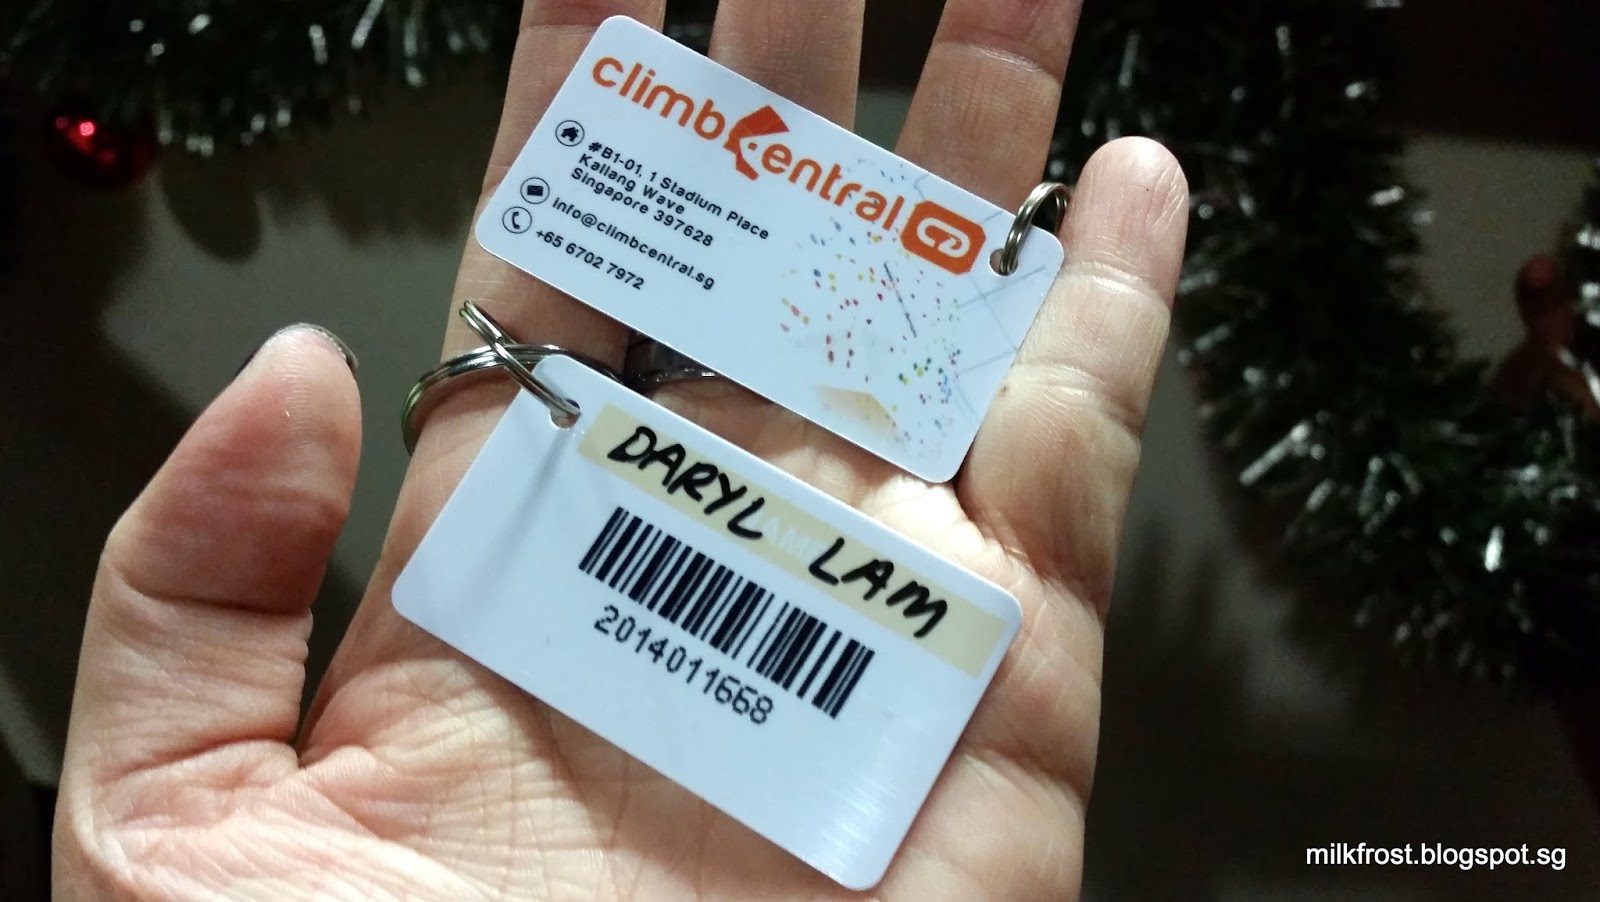 climbCentral
#B1-01, 1 Stadium Place
Kallang Wave
Singapore 397628
info@climbcentral.sg
+65 6702 7972
DARYL LAM
2014011668
milkfrost.blogspot.sg